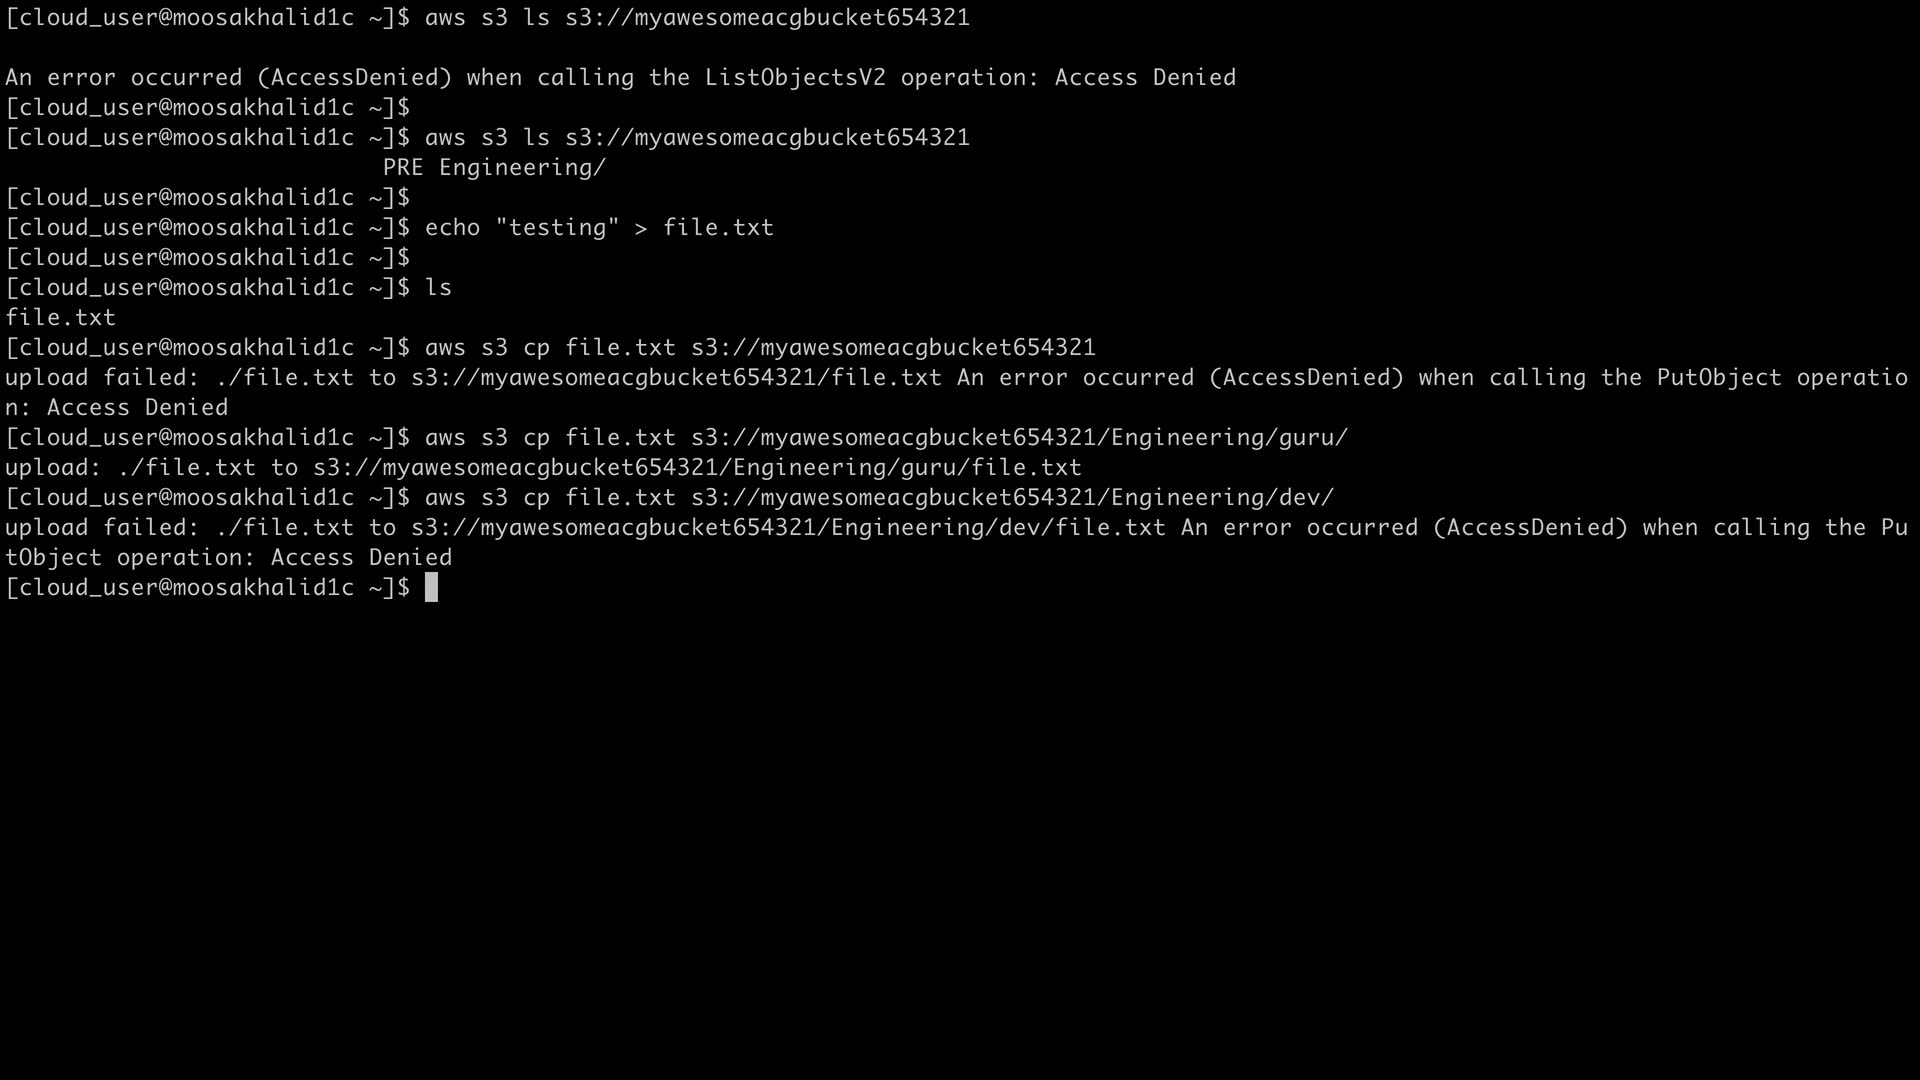 [cloud_user@moosakhalid1c ~]$ aws s3 ls s3://myawesomeacgbucket654321
An error occurred (AccessDenied) when calling the ListObjectsV2 operation: Access Denied
[cloud_user@moosakhalid1c ~]$
[cloud_user@moosakhalid1c ~]$ aws s3 ls s3://myawesomeacgbucket654321
                           PRE Engineering/
[cloud_user@moosakhalid1c ~]$
[cloud_user@moosakhalid1c ~]$ echo "testing" > file.txt
[cloud_user@moosakhalid1c ~]$
[cloud_user@moosakhalid1c ~]$ ls
file.txt
[cloud_user@moosakhalid1c ~]$ aws s3 cp file.txt s3://myawesomeacgbucket654321
upload failed: ./file.txt to s3://myawesomeacgbucket654321/file.txt An error occurred (AccessDenied) when calling the PutObject operatio
n: Access Denied
[cloud_user@moosakhalid1c ~]$ aws s3 cp file.txt s3://myawesomeacgbucket654321/Engineering/guru/
upload: ./file.txt to s3://myawesomeacgbucket654321/Engineering/guru/file.txt
[cloud_user@moosakhalid1c ~]$ aws s3 cp file.txt s3://myawesomeacgbucket654321/Engineering/dev/
upload failed: ./file.txt to s3://myawesomeacgbucket654321/Engineering/dev/file.txt An error occurred (AccessDenied) when calling the Pu
tObject operation: Access Denied
[cloud_user@moosakhalid1c ~]$